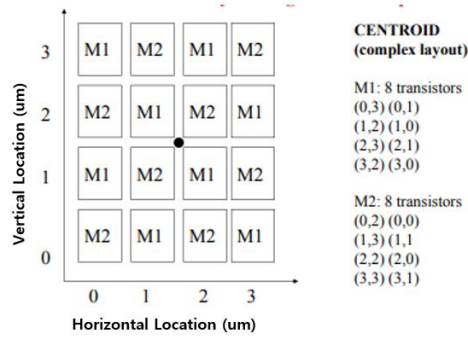 CENTROID
(complex layout)
3 M1 M2 M1 M2
M1: 8 transistors
(0,3) (0,1)
2 M2 M1 M2 M1
(1,2) (1,0)
(2,3) (2,1)
(3,2) (3,0)
1 M1 M2 M1 M2
M2: 8 transistors
(0,2) (0,0)
0 M2 M1 M2 M1
(1,3) (1,1
(2,2) (2,0)
(3,3) (3,1)
0 1 2 3
Vertical Location (um)
Horizontal Location (um)